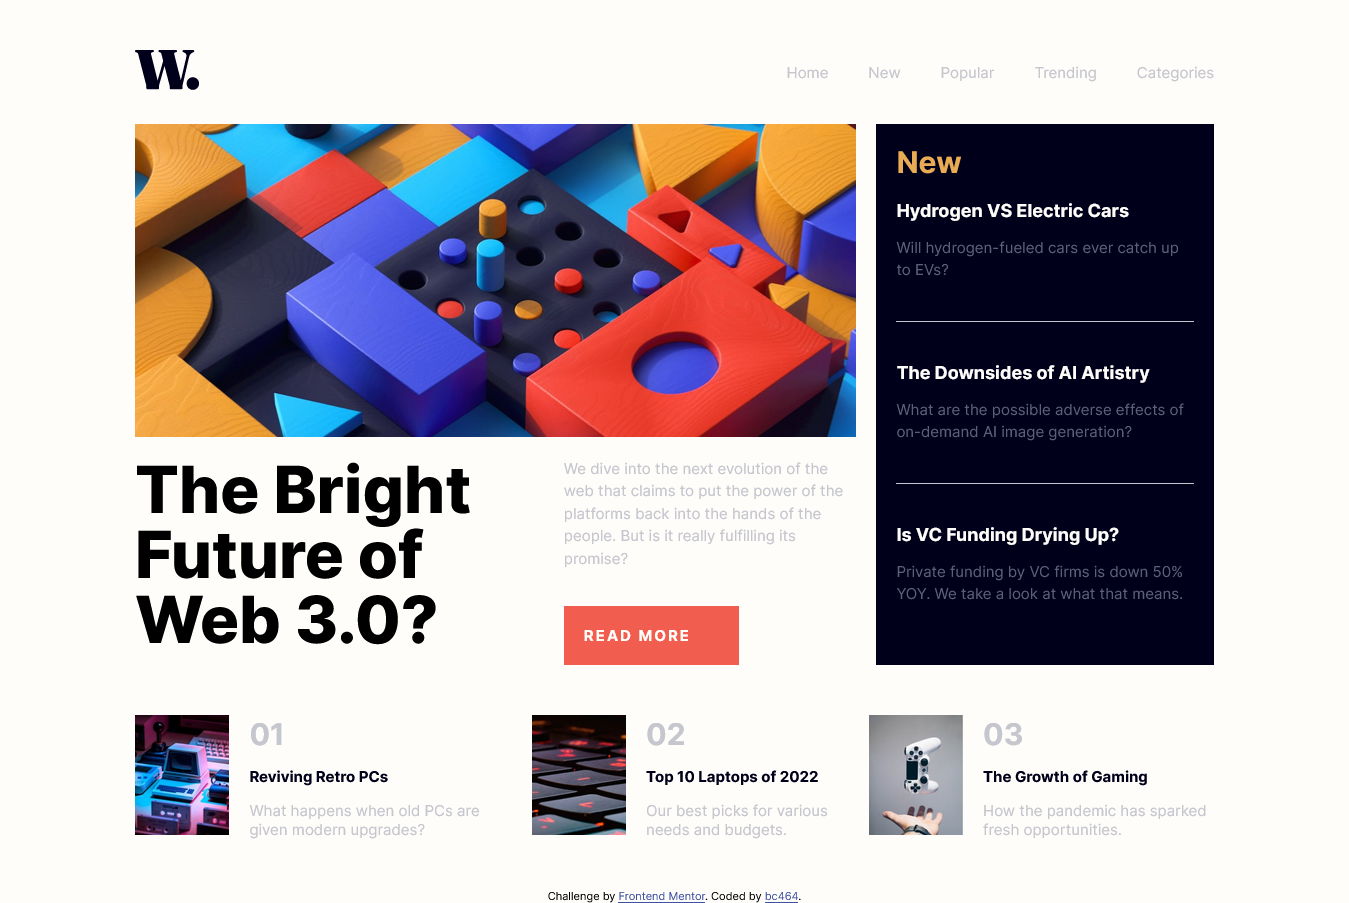 W.
Home New Popular Trending Categories
New
Hydrogen VS Electric Cars
Will hydrogen-fueled cars ever catch up
to EVs?
The Downsides of AI Artistry
What are the possible adverse effects of
on-demand AI image generation?
Is VC Funding Drying Up?
Private funding by VC firms is down 50%
YOY. We take a look at what that means.
The Bright
Future of
Web 3.0?
We dive into the next evolution of the
web that claims to put the power of the
platforms back into the hands of the
people. But is it really fulfilling its
promise?
READ MORE
01
Reviving Retro PCs
What happens when old PCs are
given modern upgrades?
02
Top 10 Laptops of 2022
Our best picks for various
needs and budgets.
03
The Growth of Gaming
How the pandemic has sparked
fresh opportunities.
Challenge by Frontend Mentor. Coded by bc464.